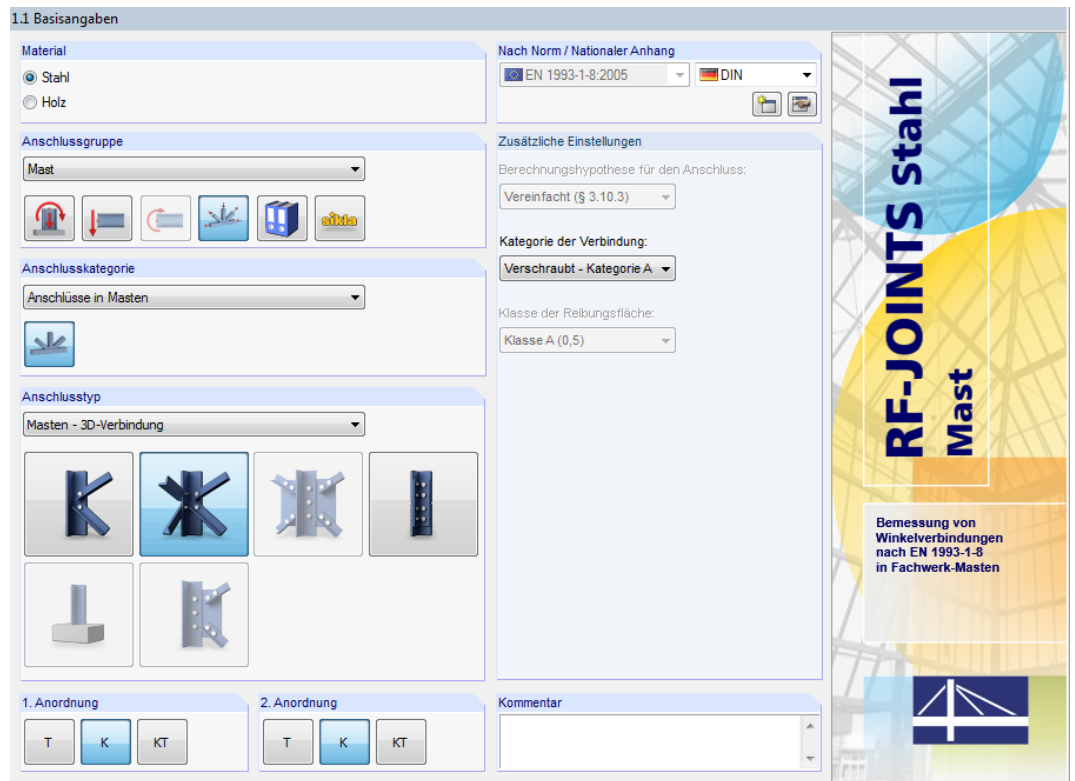 1.1 Basisangaben
Material
Stahl
Holz
Anschlussgruppe
Mast
sikla
Anschlusskategorie
Anschlüsse in Masten
Anschlusstyp
Masten - 3D-Verbindung
1. Anordnung
T
K
KT
2. Anordnung
T
K
KT
Nach Norm / Nationaler Anhang
EN 1993-1-8:2005
DIN
Zusätzliche Einstellungen
Berechnungshypothese für den Anschluss:
Vereinfacht (§ 3.10.3)
Kategorie der Verbindung:
Verschraubt - Kategorie A
Klasse der Reibungsfläche:
Klasse A (0,5)
Kommentar
RF-JOINTS Stahl
Mast
Bemessung von
Winkelverbindungen
nach EN 1993-1-8
in Fachwerk-Masten